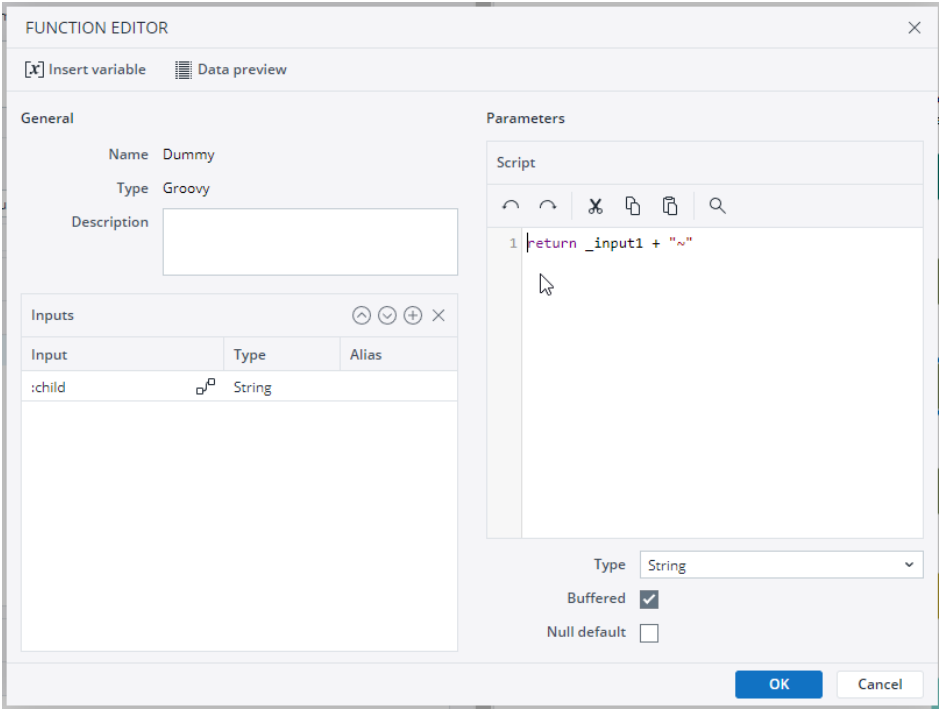 FUNCTION EDITOR
[x] Insert variable Data preview
General
Name Dummy
Type Groovy
Description
Inputs
Input Type Alias
:child String
Parameters
Script
1 return _input1 + "~"
Type String
Buffered
Null default
OK Cancel